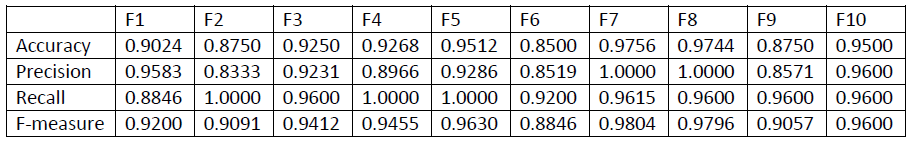 F1 F2 F3 F4 F5 F6 F7 F8 F9 F10
Accuracy 0.9024 0.8750 0.9250 0.9268 0.9512 0.8500 0.9756 0.9744 0.8750 0.9500
Precision 0.9583 0.8333 0.9231 0.8966 0.9286 0.8519 1.0000 1.0000 0.8571 0.9600
Recall 0.8846 1.0000 0.9600 1.0000 1.0000 0.9200 0.9615 0.9600 0.9600 0.9600
F-measure 0.9200 0.9091 0.9412 0.9455 0.9630 0.8846 0.9804 0.9796 0.9057 0.9600